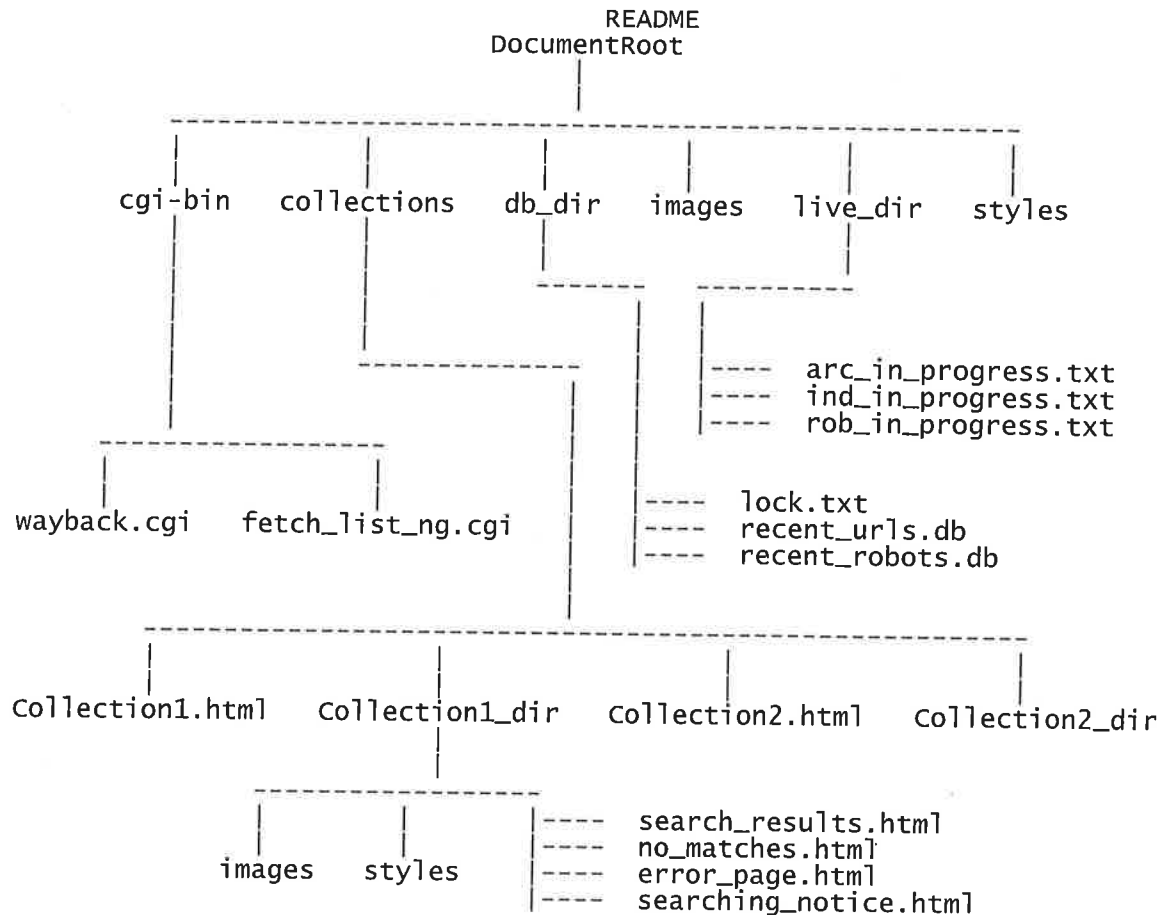 README
DocumentRoot
cgi-bin collections db_dir images live_dir styles
arc_in_progress.txt
ind_in_progress.txt
rob_in_progress.txt
lock.txt
wayback.cgi fetch_list_ng.cgi
recent_urls.db
recent_robots.db
Collection1.html Collection1_dir Collection2.html Collection2_dir
search_results.html
no_matches.html
images styles
error_page.html
searching_notice.html